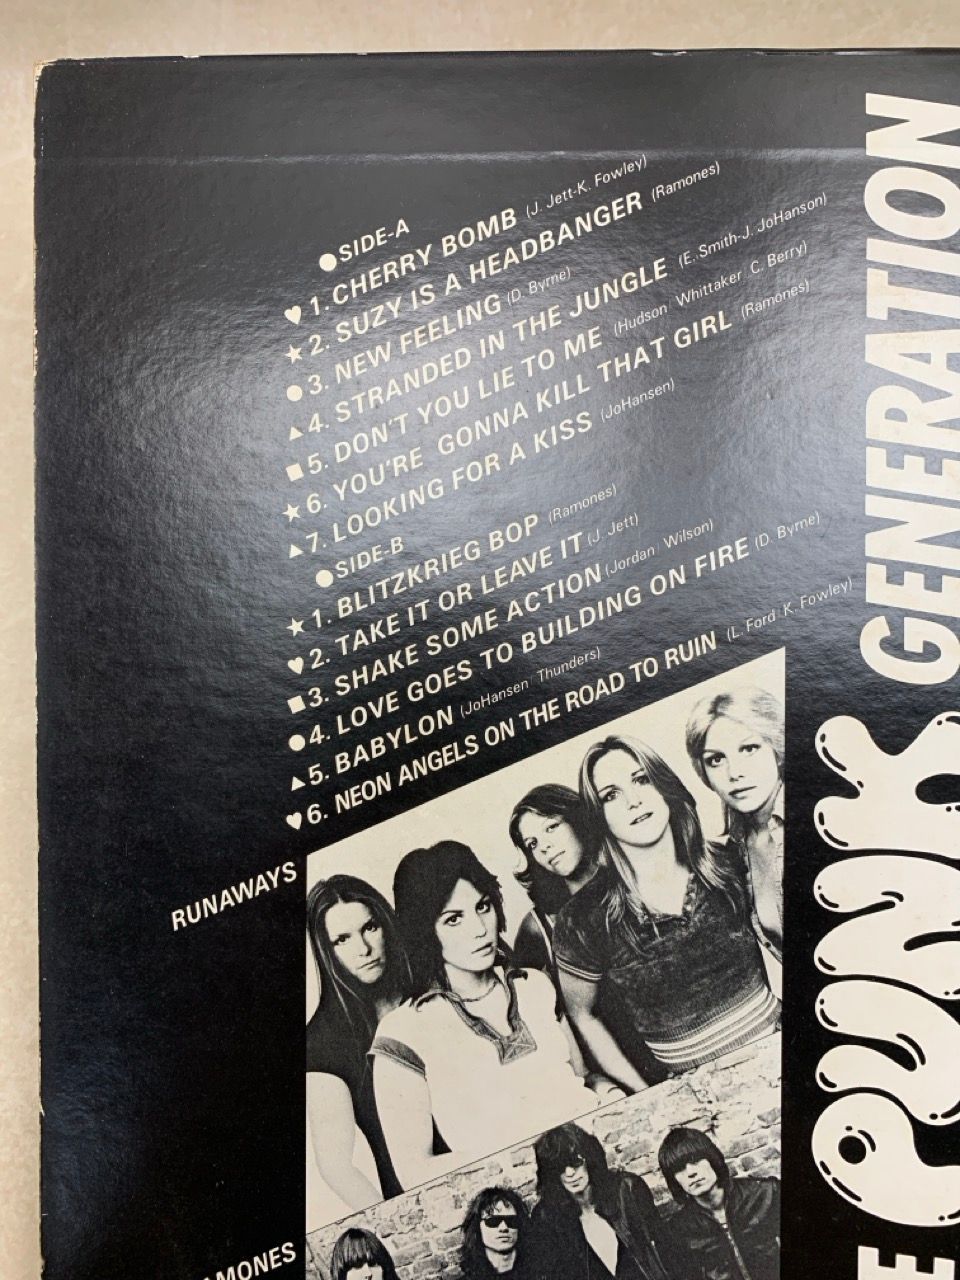 ●SIDE-A
♥1. CHERRY BOMB (J. Jett-K. Fowley)
★2. SUZY IS A HEADBANGER (Ramones)
●3. NEW FEELING (D. Byrne)
▲4. STRANDED IN THE JUNGLE (E. Smith-J. JoHanson)
■5. DON'T YOU LIE TO ME (Hudson / Whittaker / C. Berry)
★6. YOU'RE GONNA KILL THAT GIRL (Ramones)
▲7. LOOKING FOR A KISS (JoHansen)
●SIDE-B
★1. BLITZKRIEG BOP (Ramones)
♥2. TAKE IT OR LEAVE IT (J. Jett)
■3. SHAKE SOME ACTION (Jordan / Wilson)
●4. LOVE GOES TO BUILDING ON FIRE (D. Byrne)
▲5. BABYLON (JoHansen / Thunders)
♥6. NEON ANGELS ON THE ROAD TO RUIN (L. Ford / K. Fowley)
RUNAWAYS
AMONES
E PUNK GENERATION